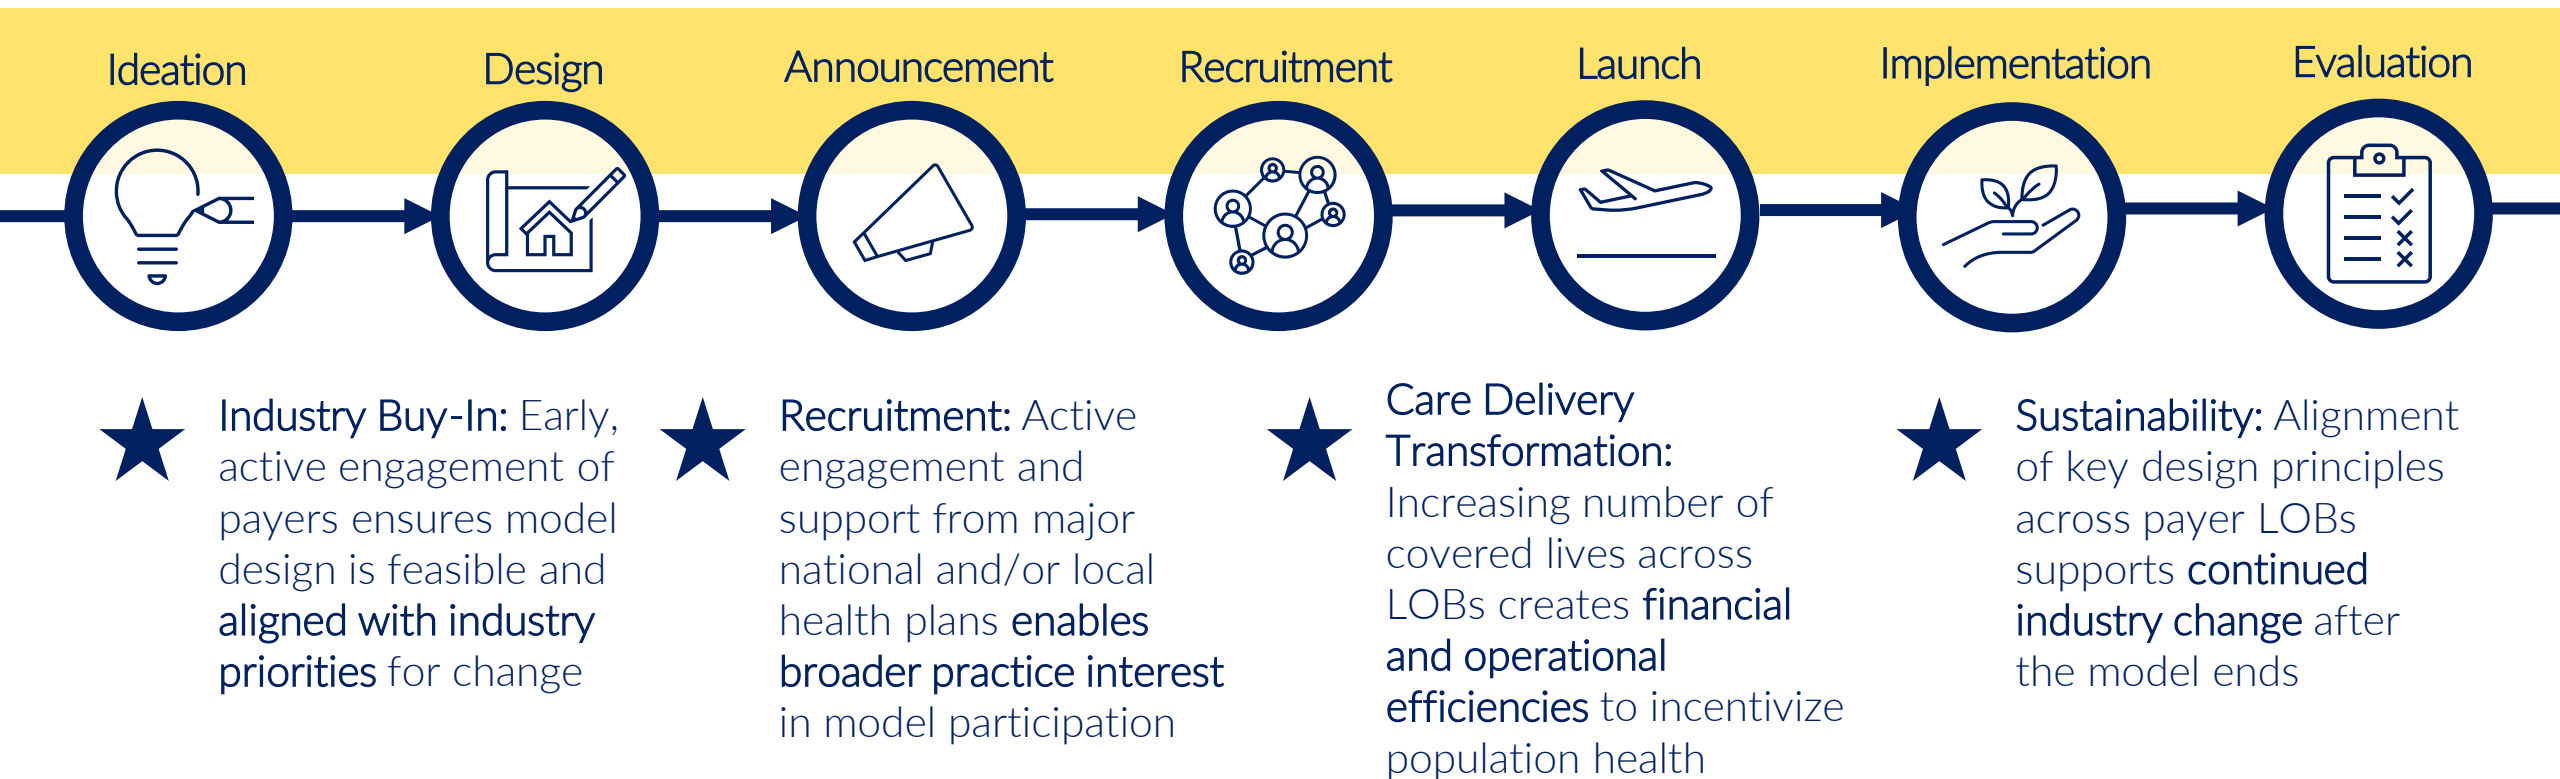 Ideation
Design
Announcement
Recruitment
Launch
Implementation
Evaluation
Industry Buy-In: Early,
active engagement of
payers ensures model
design is feasible and
aligned with industry
priorities for change
Recruitment: Active
engagement and
support from major
national and/or local
health plans enables
broader practice interest
in model participation
Care Delivery
Transformation:
Increasing number of
covered lives across
LOBs creates financial
and operational
efficiencies to incentivize
population health
Sustainability: Alignment
of key design principles
across payer LOBs
supports continued
industry change after
the model ends